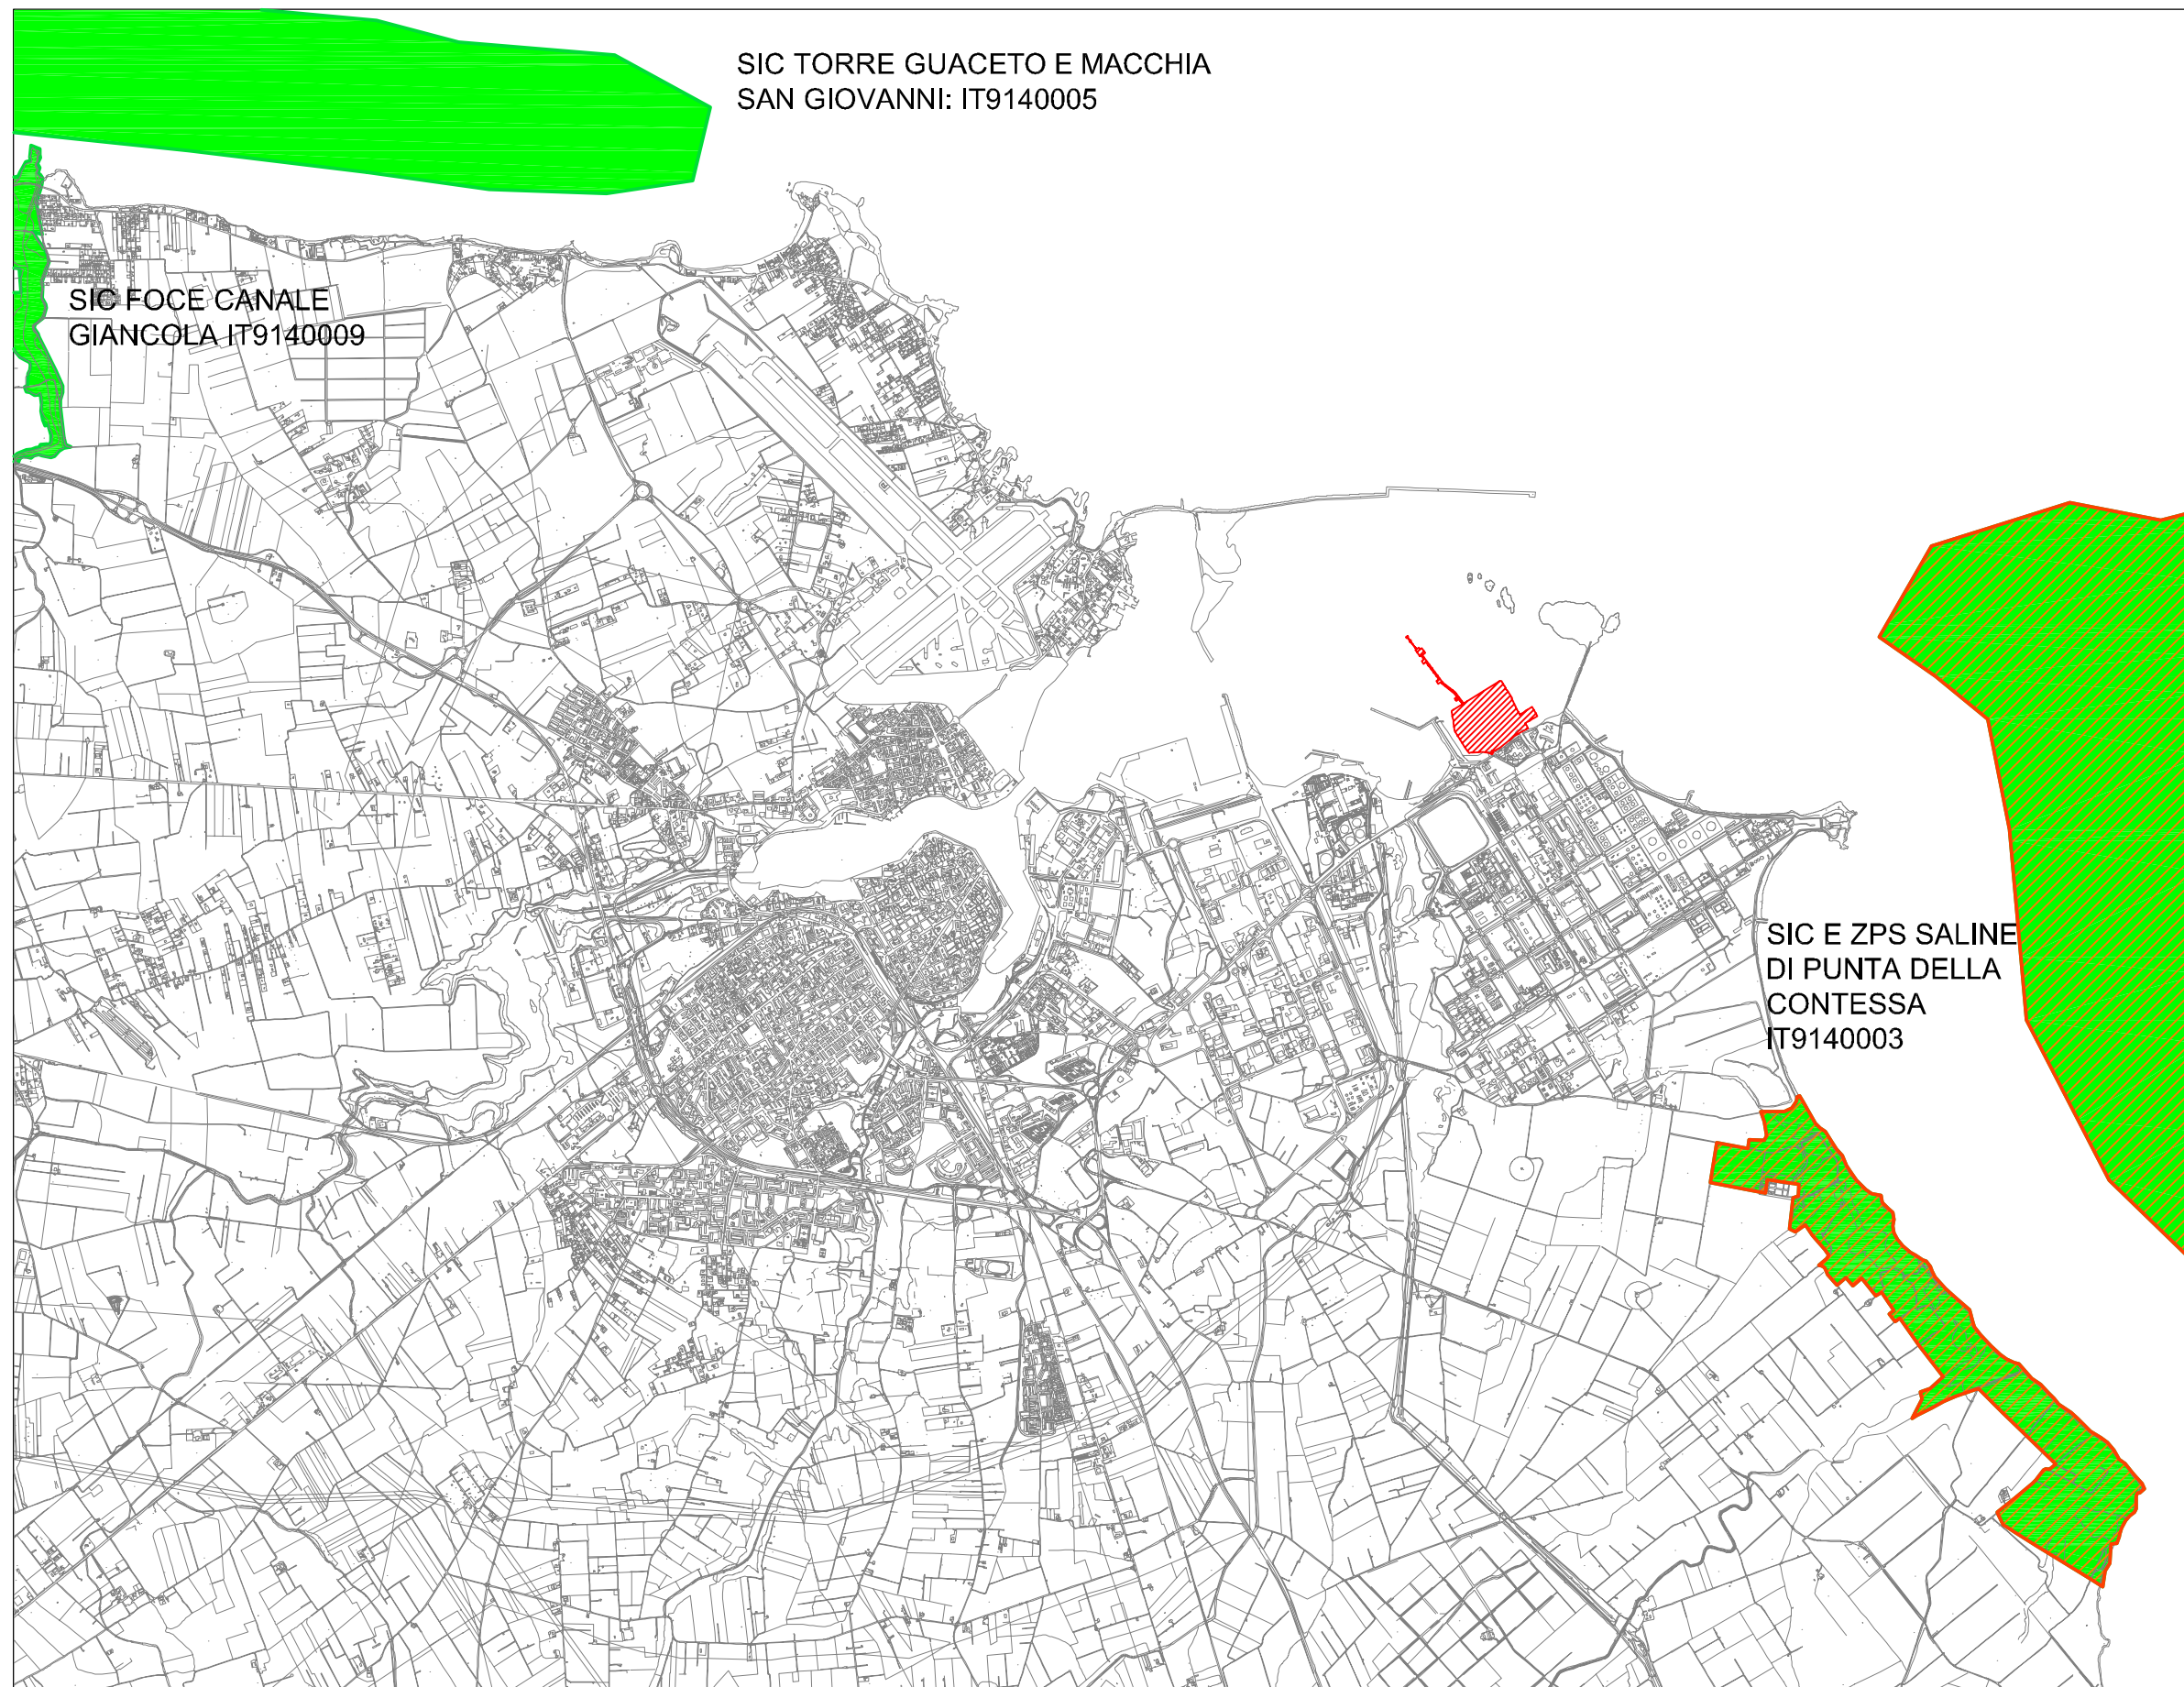 SIC TORRE GUACETO E MACCHIA
SAN GIOVANNI: IT9140005
SIC FOCE CANALE
GIANCOLA IT9140009
SIC E ZPS SALINE
DI PUNTA DELLA
CONTESSA
IT9140003